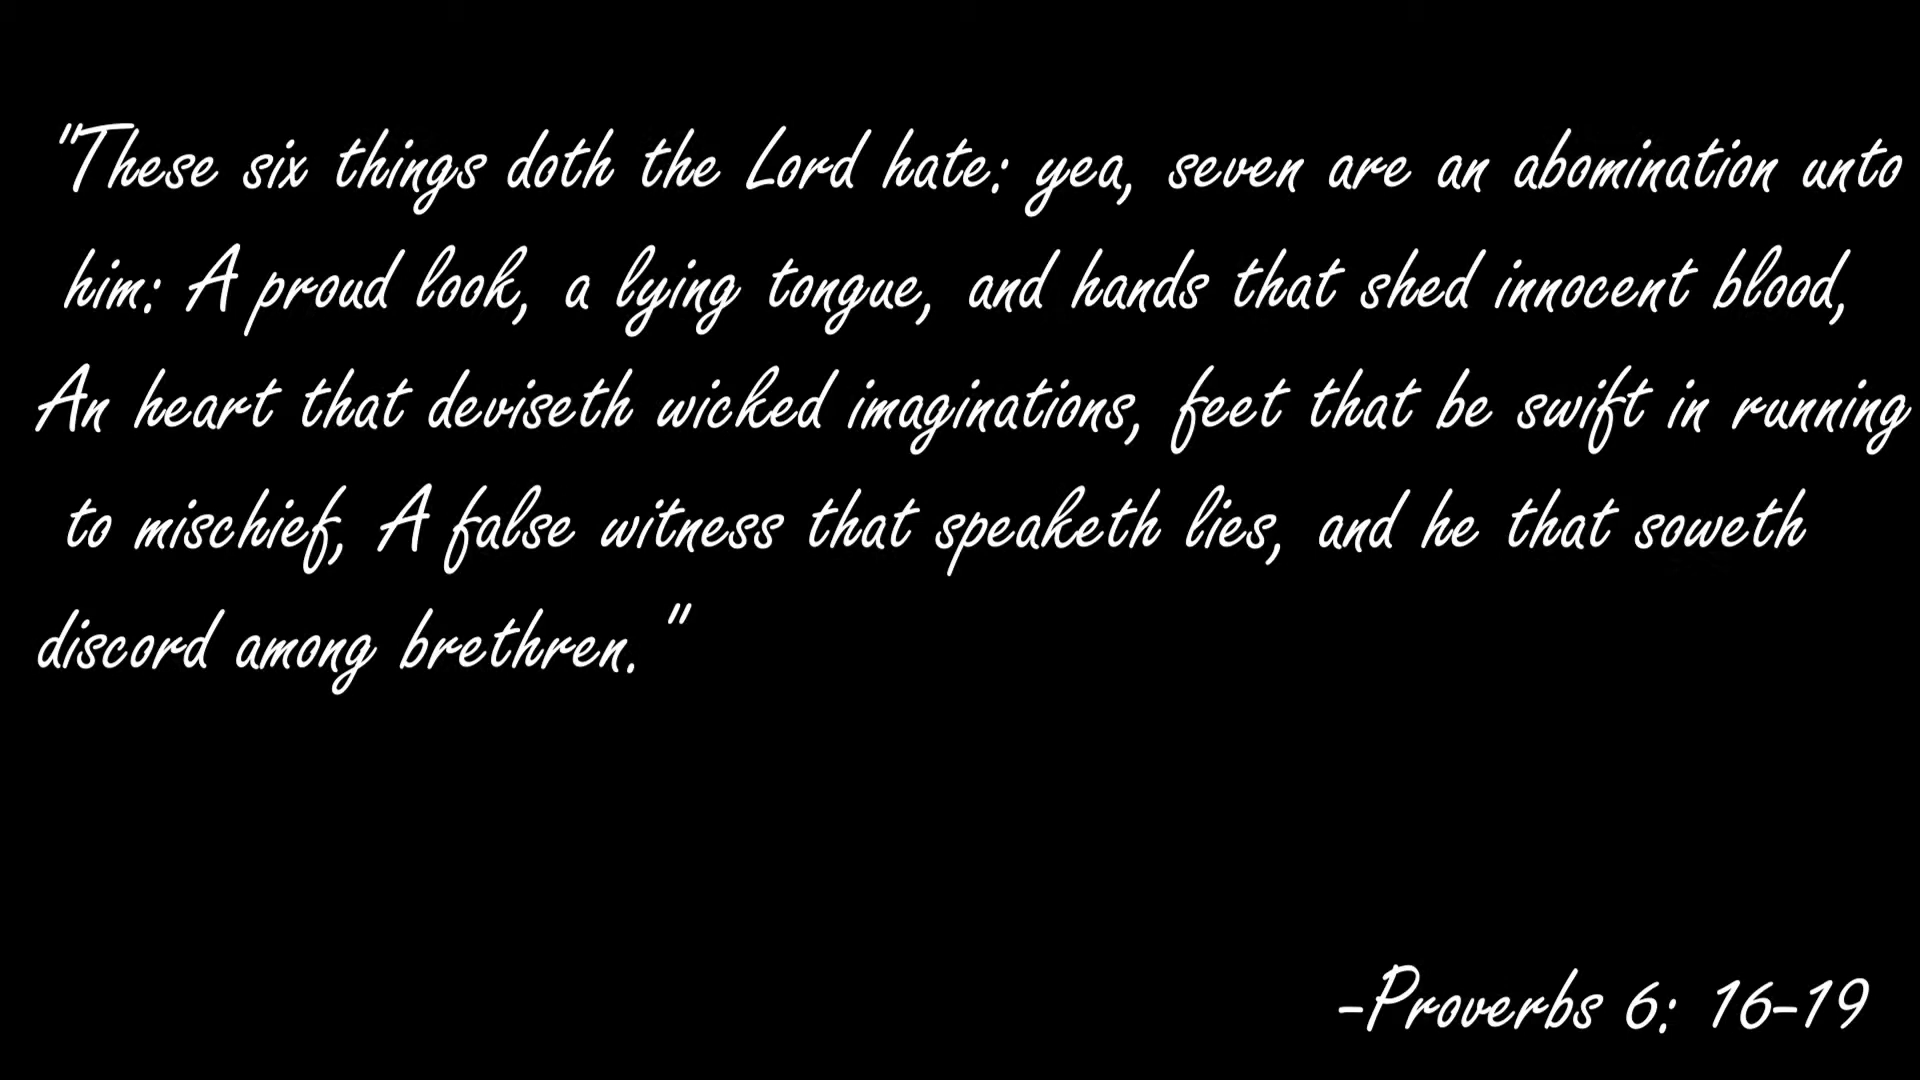 "These six things doth the Lord hate: yea, seven are an abomination unto
him: A proud look, a lying tongue, and hands that shed innocent blood,
An heart that deviseth wicked imaginations, feet that be swift in running
to mischief, A false witness that speaketh lies, and he that soweth
discord among brethren."
-Proverbs 6: 16-19